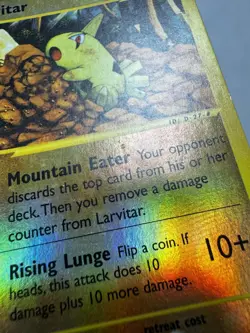 itar
Mountain Eater Your opponent
discards the top card from his or her
deck. Then you remove a damage
counter from Larvitar.
Rising Lunge Flip a coin. If
heads, this attack does 10
damage plus 10 more damage.
10+
retreat cost